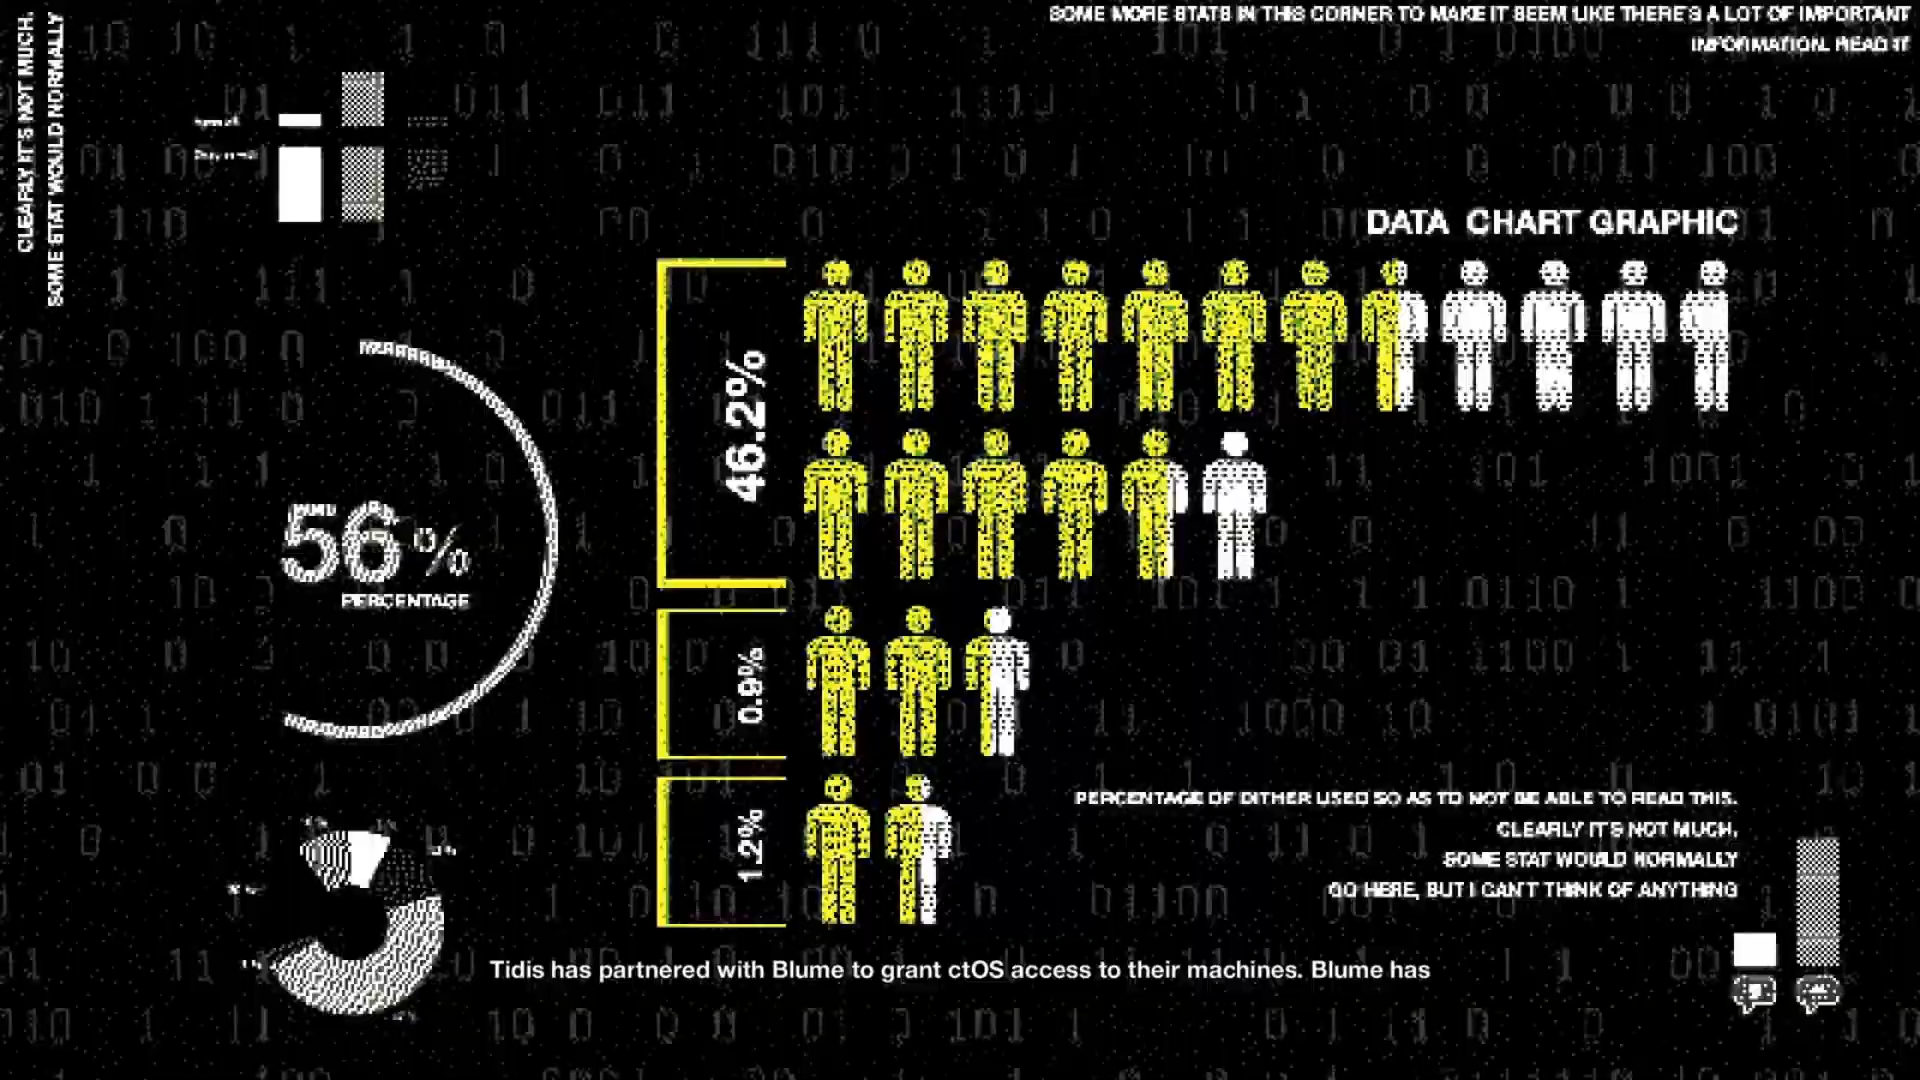 SOME MORE STATS IN THIS CORNER TO MAKE IT SEEM LIKE THERE'S A LOT OF IMPORTANT
INFORMATION. READ IT
CLEARLY IT'S NOT MUCH.
SOME STAT WOULD NORMALLY
DATA CHART GRAPHIC
46.2%
56%
PERCENTAGE
0.9%
1.2%
PERCENTAGE OF DITHER USED SO AS TO NOT BE ABLE TO READ THIS.
CLEARLY IT'S NOT MUCH.
SOME STAT WOULD NORMALLY
GO HERE, BUT I CAN'T THINK OF ANYTHING
Tidis has partnered with Blume to grant ctOS access to their machines. Blume has